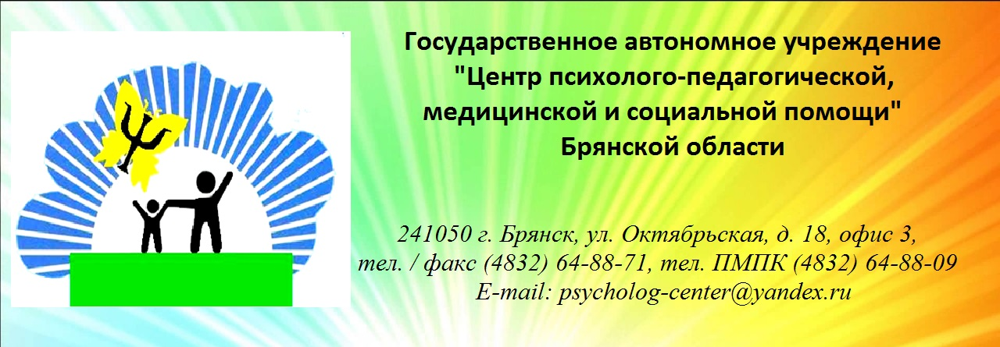 Государственное автономное учреждение
"Центр психолого-педагогической,
медицинской и социальной помощи"
Брянской области
241050 г. Брянск, ул. Октябрьская, д. 18, офис 3,
тел. / факс (4832) 64-88-71, тел. ПМПК (4832) 64-88-09
E-mail: psycholog-center@yandex.ru